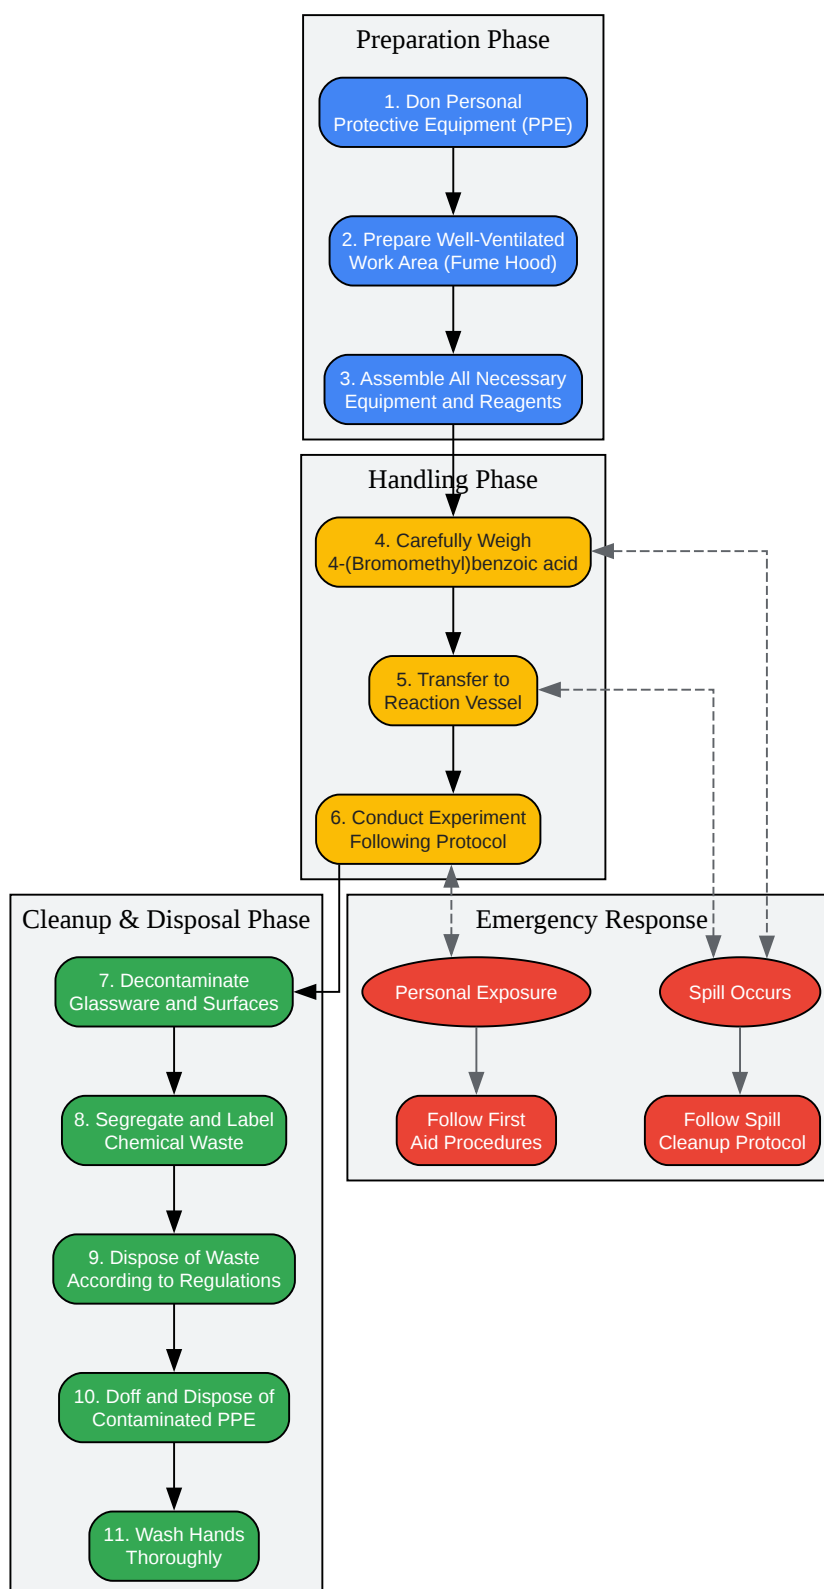 Preparation Phase
1. Don Personal
Protective Equipment (PPE)
2. Prepare Well-Ventilated
Work Area (Fume Hood)
3. Assemble All Necessary
Equipment and Reagents
Handling Phase
4. Carefully Weigh
4-(Bromomethyl)benzoic acid
5. Transfer to
Reaction Vessel
6. Conduct Experiment
Following Protocol
Cleanup & Disposal Phase
7. Decontaminate
Glassware and Surfaces
8. Segregate and Label
Chemical Waste
9. Dispose of Waste
According to Regulations
10. Doff and Dispose of
Contaminated PPE
11. Wash Hands
Thoroughly
Emergency Response
Personal Exposure
Spill Occurs
Follow First
Aid Procedures
Follow Spill
Cleanup Protocol